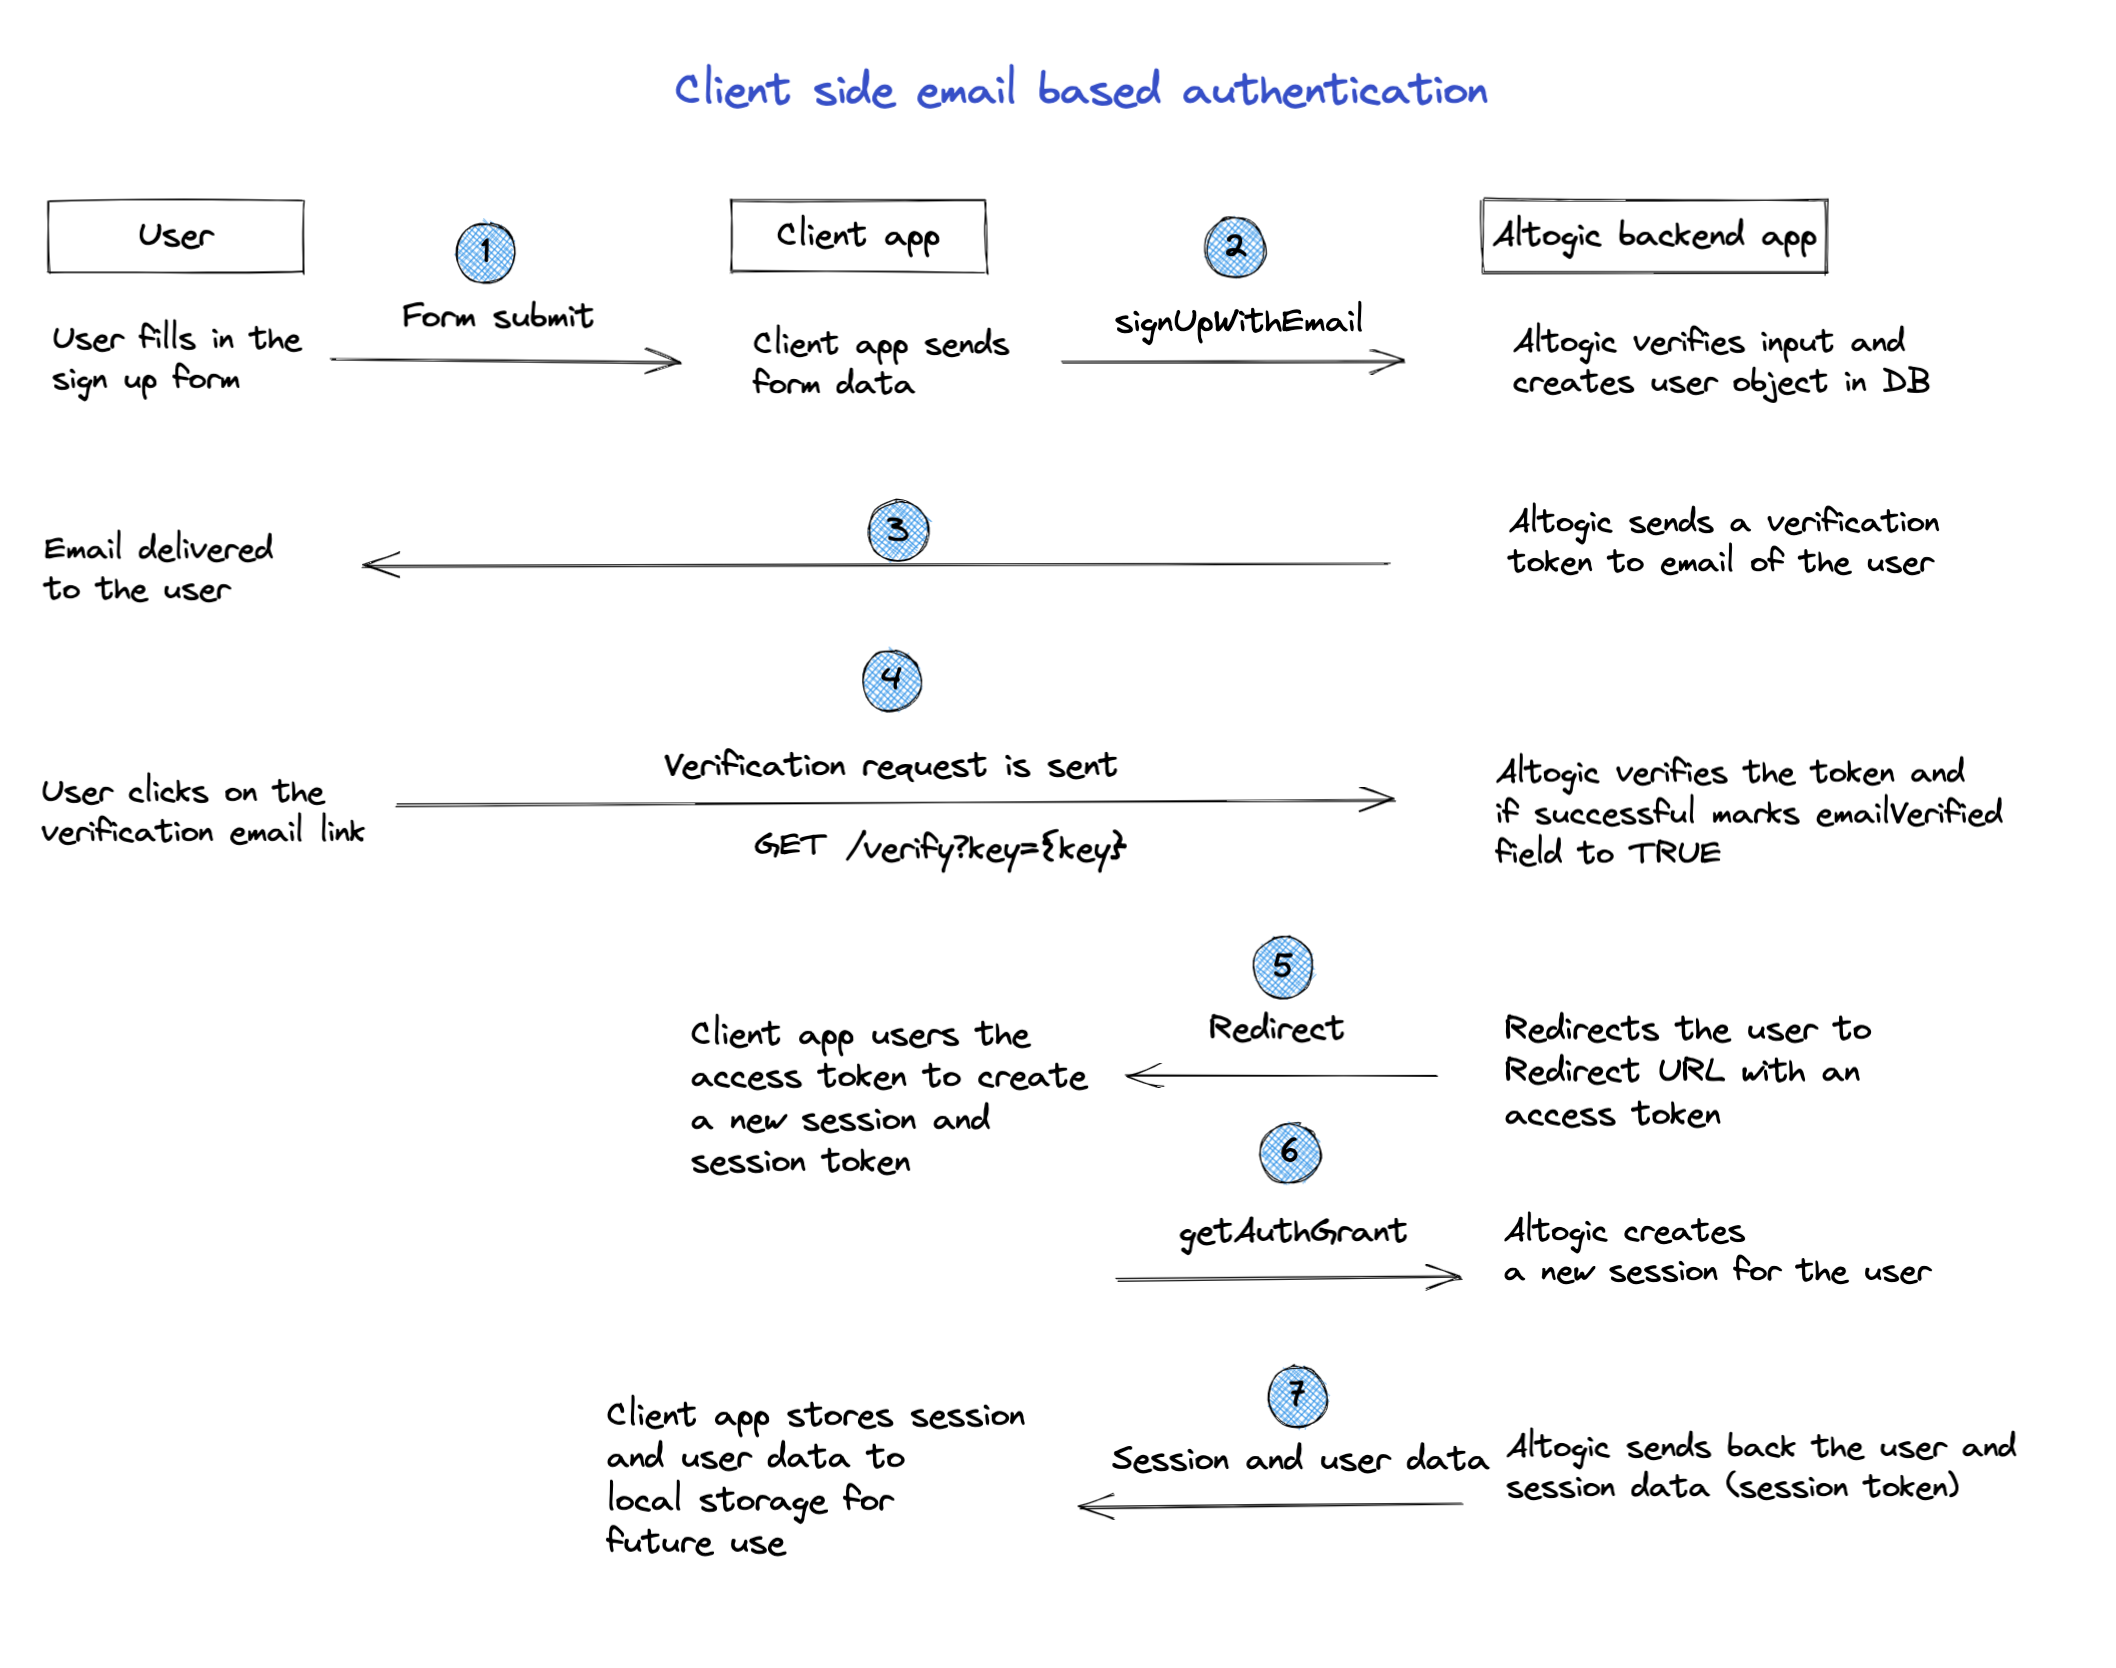 Client side email based authentication
User
1
Client app
2
Altogic backend app
User fills in the
sign up form
Form submit
Client app sends
form data
signUpWithEmail
Altogic verifies input and
creates user object in DB
Email delivered
to the user
3
Altogic sends a verification
token to email of the user
4
User clicks on the
verification email link
Verification request is sent
GET /verify?key={key}
Altogic verifies the token and
if successful marks emailVerified
field to TRUE
5
Client app users the
access token to create
a new session and
session token
Redirect
Redirects the user to
Redirect URL with an
access token
6
getAuthGrant
Altogic creates
a new session for the user
7
Client app stores session
and user data to
local storage for
future use
Session and user data
Altogic sends back the user and
session data (session token)